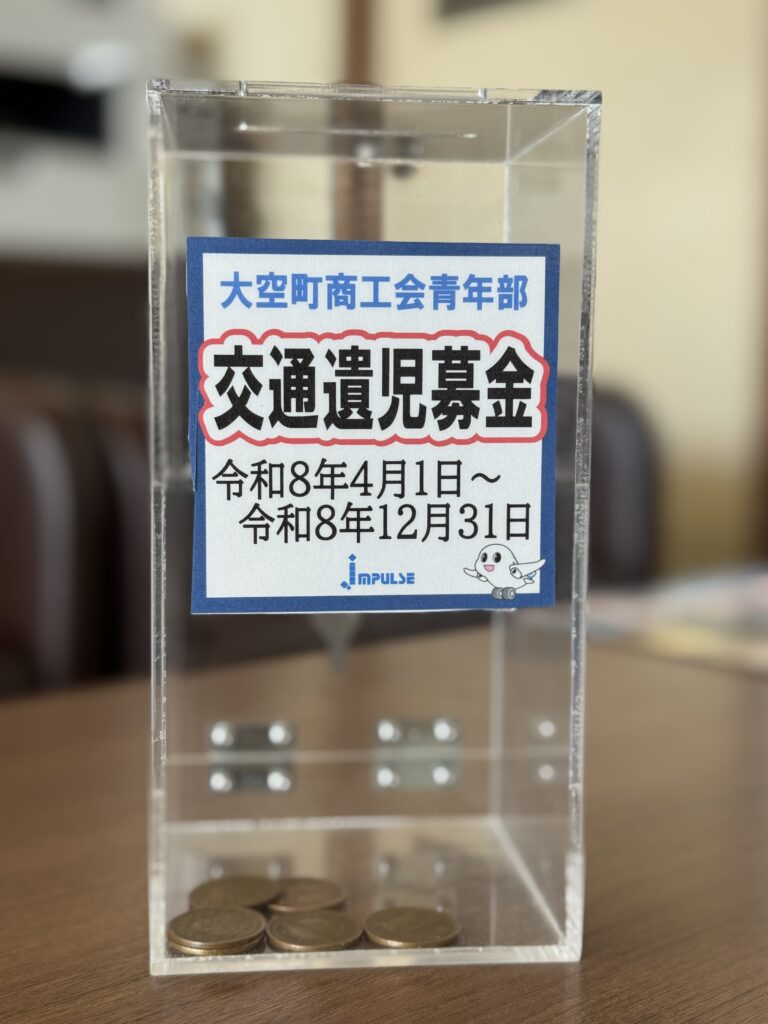 大空町商工会青年部
交通遺児募金
令和8年4月1日～
令和8年12月31日
impulse